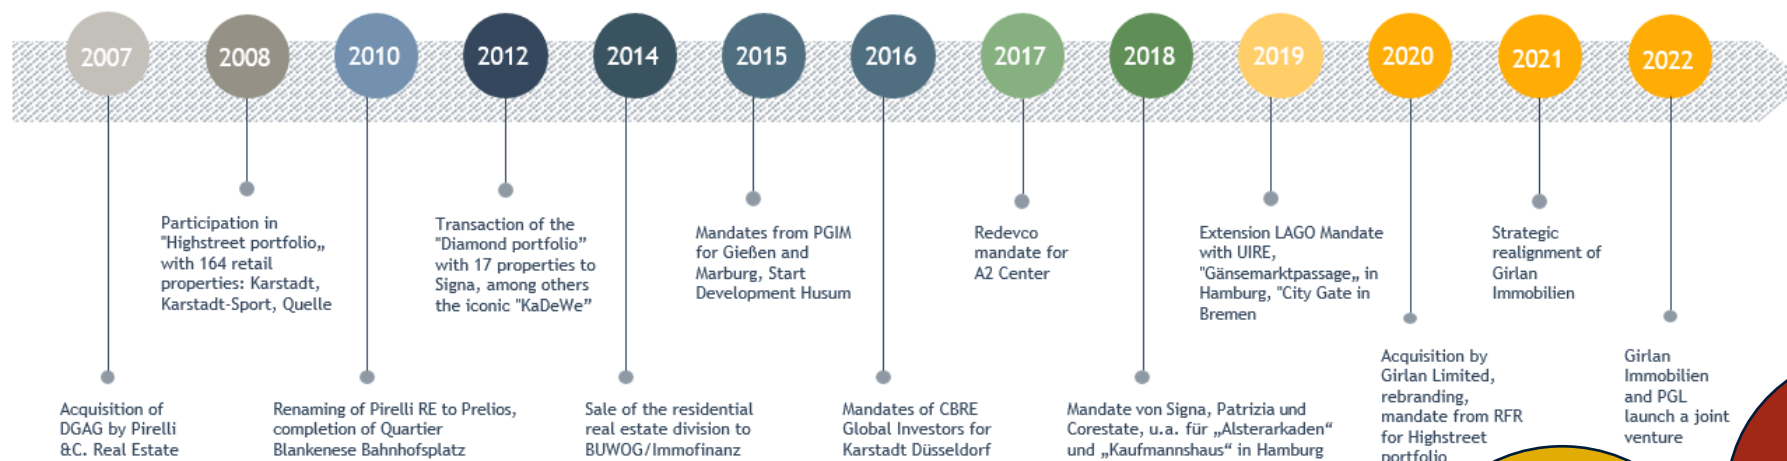 2007
2008
2010
2012
2014
2015
2016
2017
2018
2019
2020
2021
2022
Participation in
"Highstreet portfolio„
with 164 retail
properties: Karstadt,
Karstadt-Sport, Quelle
Transaction of the
"Diamond portfolio”
with 17 properties to
Signa, among others
the iconic "KaDeWe”
Mandates from PGIM
for Gießen and
Marburg, Start
Development Husum
Redevco
mandate for
A2 Center
Extension LAGO Mandate
with UIRE,
"Gänsemarktpassage„ in
Hamburg, "City Gate in
Bremen
Strategic
realignment of
Girlan
Immobilien
Acquisition of
DGAG by Pirelli
&C. Real Estate
Renaming of Pirelli RE to Prelios,
completion of Quartier
Blankenese Bahnhofsplatz
Sale of the residential
real estate division to
BUWOG/Immofinanz
Mandates of CBRE
Global Investors for
Karstadt Düsseldorf
Mandate von Signa, Patrizia und
Corestate, u.a. für „Alsterarkaden“
und „Kaufmannshaus“ in Hamburg
Acquisition by
Girlan Limited,
rebranding,
mandate from RFR
for Highstreet
portfolio
Girlan
Immobilien
and PGL
launch a joint
venture